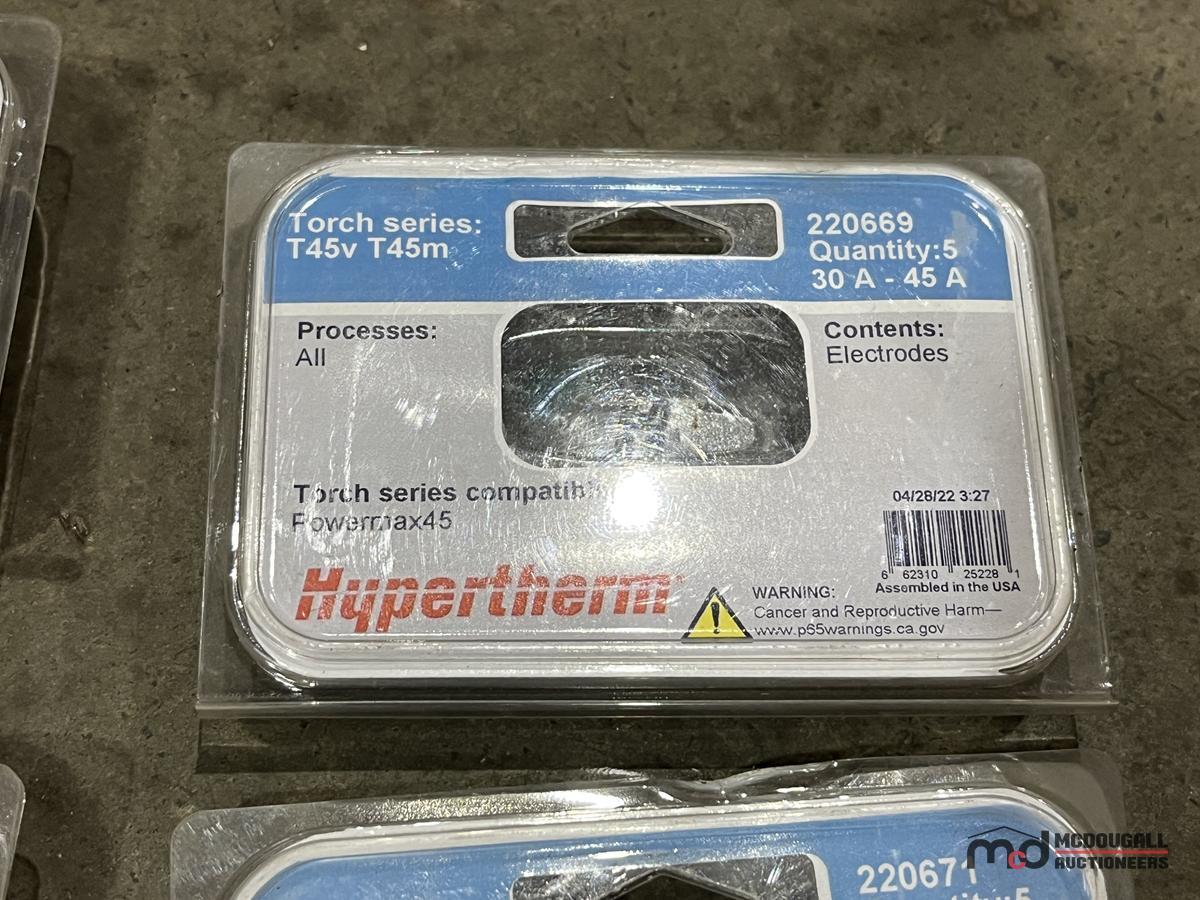 Torch series:
T45v T45m
220669
Quantity:5
30 A - 45 A
Processes:
All
Contents:
Electrodes
Torch series
Powermax45
04/28/22 3:27
6 62310 25228 1
Assembled in the USA
Hypertherm
WARNING:
Cancer and Reproductive Harm—
www.p65warnings.ca.gov
220671
mcd MCDOUGALL
AUCTIONEERS